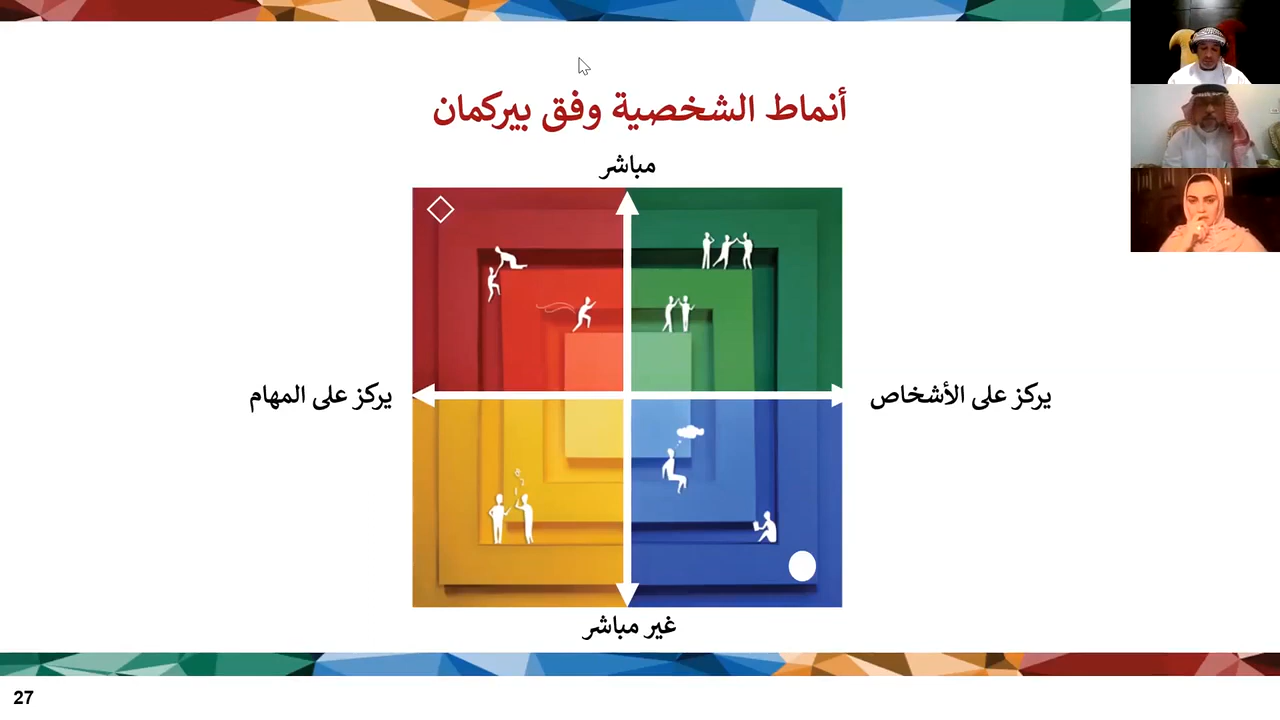 أنماط الشخصية وفق بيركمان
مباشر
يركز على الأشخاص
يركز على المهام
غير مباشر
27